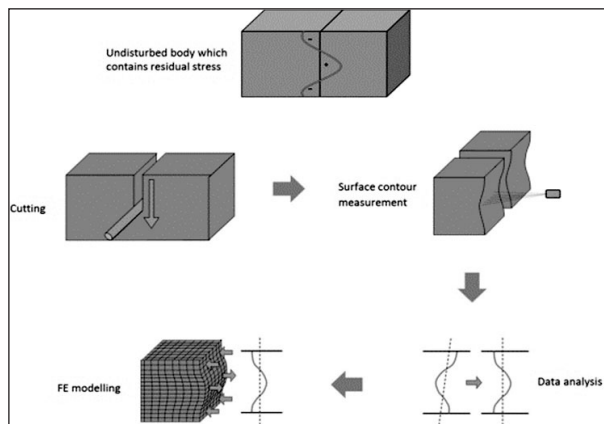 Undisturbed body which
contains residual stress
Cutting
Surface contour
measurement
FE modelling
Data analysis